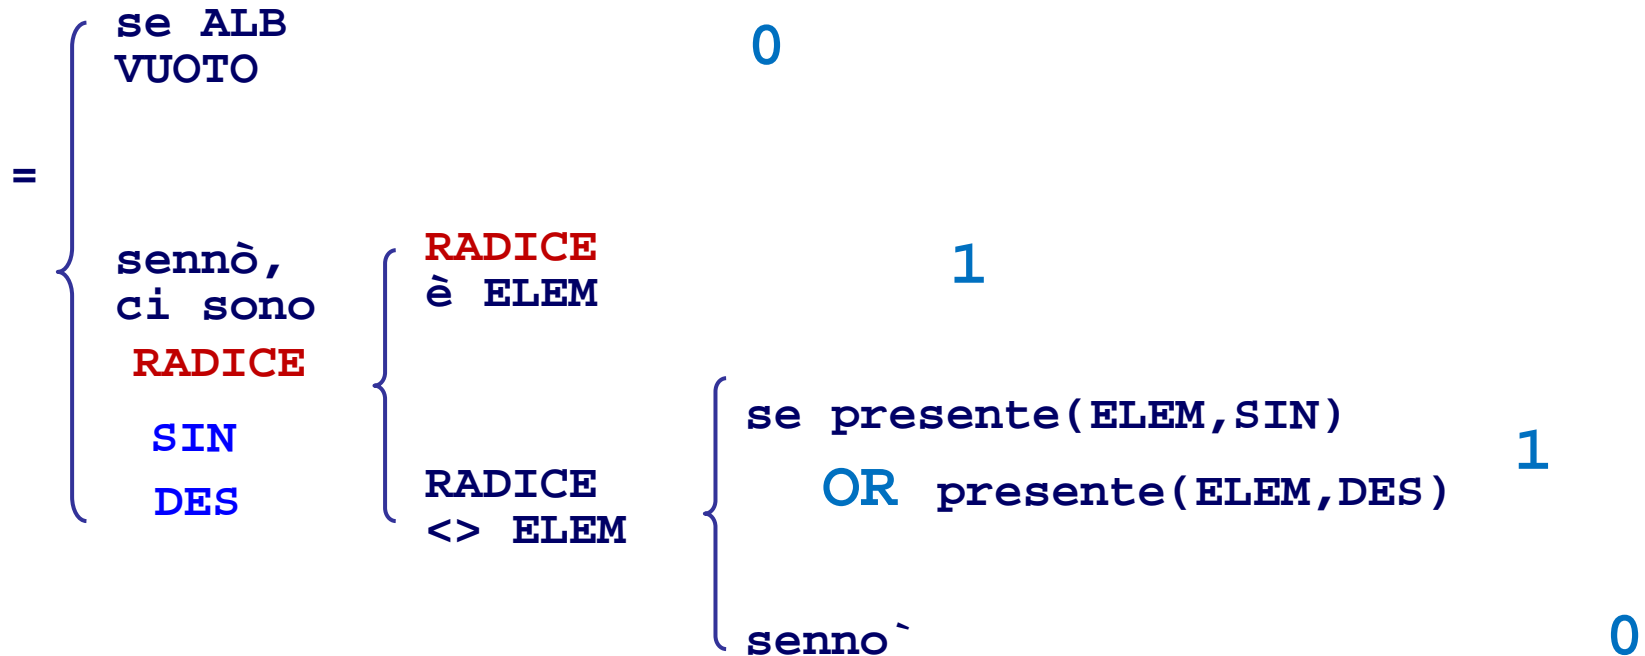 se ALB
VUOTO
0
=
sennò,
ci sono
RADICE
SIN
DES
RADICE
è ELEM
1
RADICE
<> ELEM
se presente(ELEM,SIN)
OR presente(ELEM,DES)
1
senno`
0